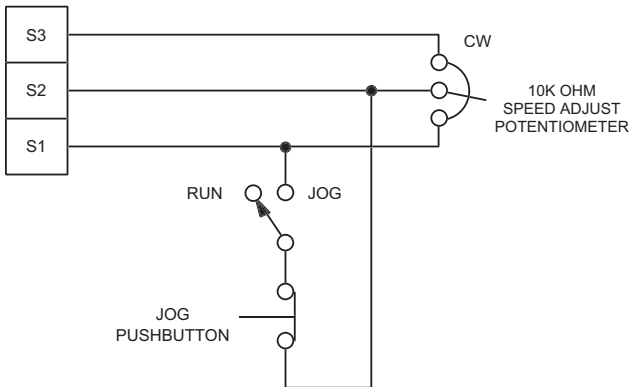 S3
CW
S2
10K OHM
SPEED ADJUST
POTENTIOMETER
S1
RUN
JOG
JOG
PUSHBUTTON